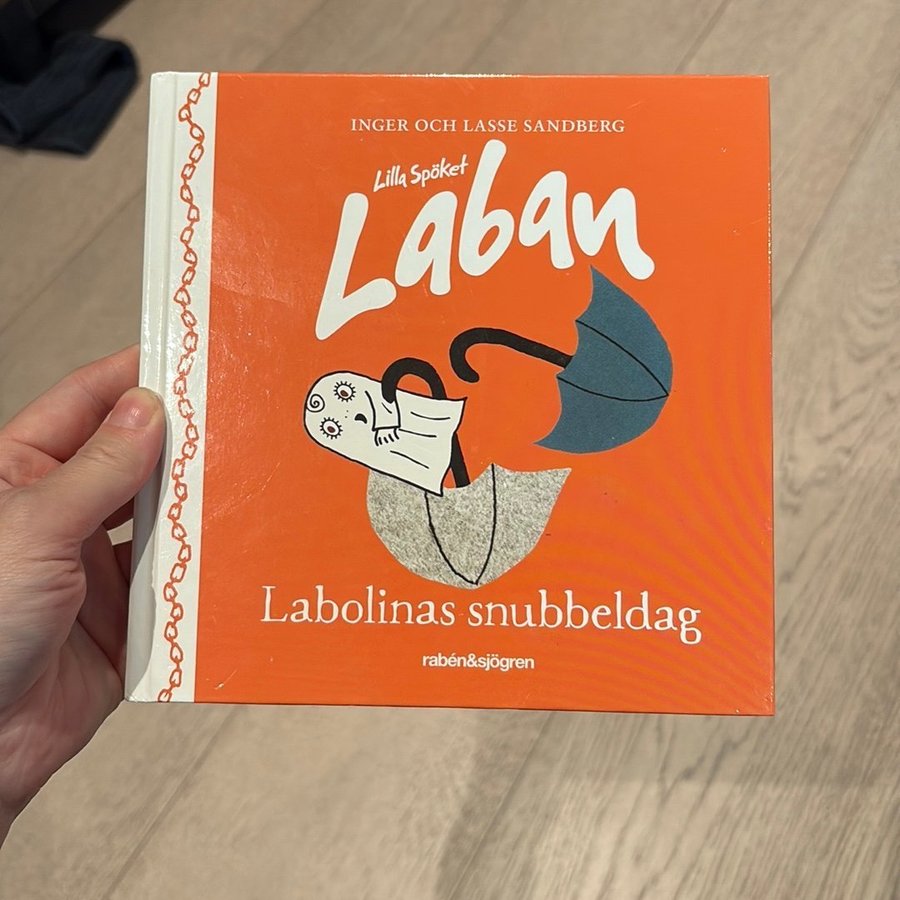 INGER OCH LASSE SANDBERG
Lilla Spöket
Laban
Labolinas snubbeldag
rabén&sjögren